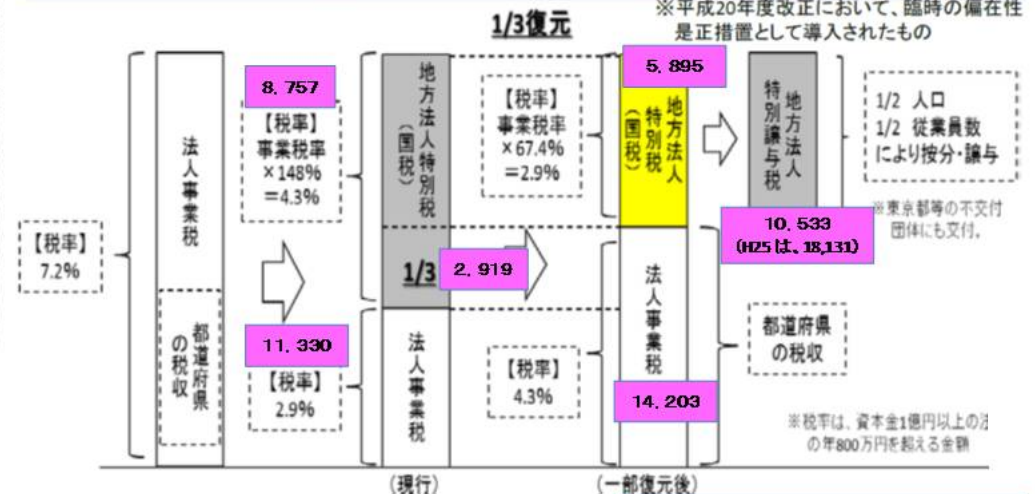 1/3復元
※平成20年度改正において、臨時の偏在性
是正措置として導入されたもの
【税率】
7.2%
法人事業税
都道府県
の税収
8,757
【税率】
事業税率
×148%
=4.3%
11,330
【税率】
2.9%
地方法人特別税
(国税)
1/3
法人事業税
(現行)
2,919
【税率】
事業税率
×67.4%
=2.9%
【税率】
4.3%
5,895
地方法人
特別税
(国税)
法人事業税
14,203
(一部復元後)
地方法人
特別譲与税
10,533
(H25は、18,131)
1/2 人口
1/2 従業員数
により按分・譲与
※東京都等の不交付
団体にも交付。
都道府県
の税収
※税率は、資本金1億円以上の法
の年800万円を超える金額